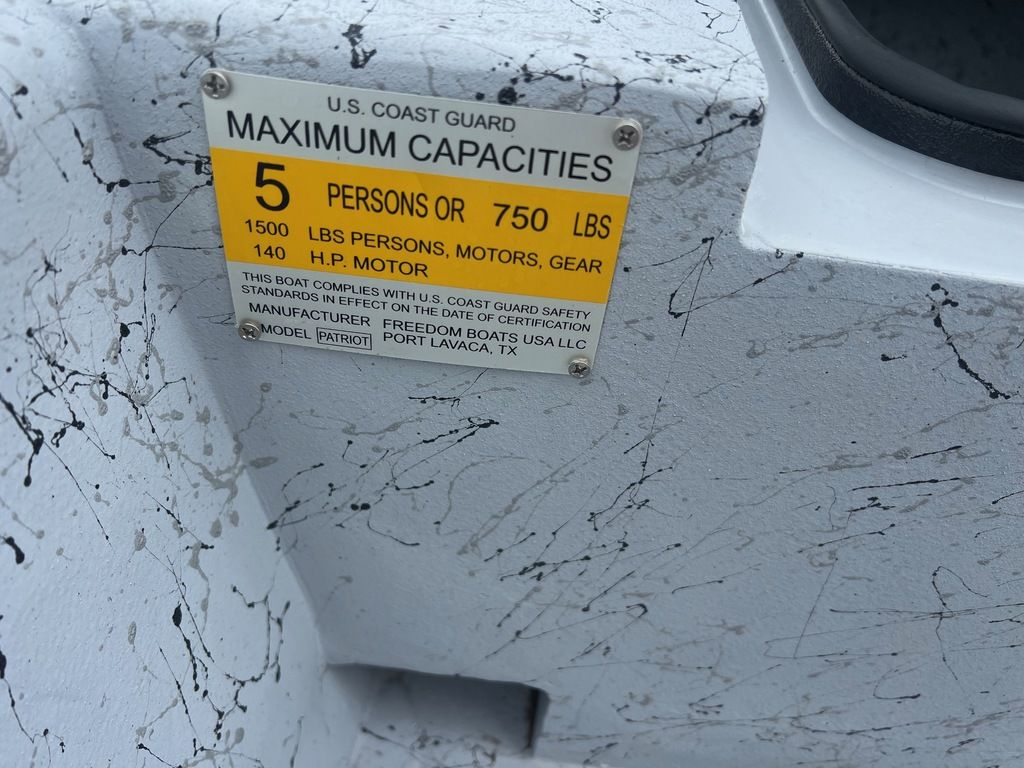 U.S. COAST GUARD
MAXIMUM CAPACITIES
5 PERSONS OR 750 LBS
1500 LBS PERSONS, MOTORS, GEAR
140 H.P. MOTOR
THIS BOAT COMPLIES WITH U.S. COAST GUARD SAFETY
STANDARDS IN EFFECT ON THE DATE OF CERTIFICATION
MANUFACTURER FREEDOM BOATS USA LLC
MODEL PATRIOT PORT LAVACA, TX